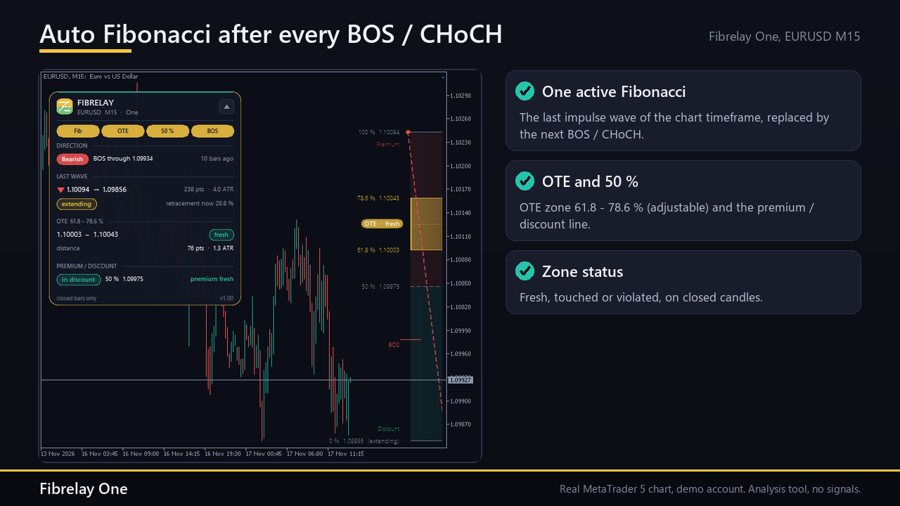 Auto Fibonacci after every BOS / CHoCH
Fibrelay One, EURUSD M15
EURUSD, M15: Euro vs US Dollar
FIBRELAY
EURUSD M15 · One
Fib OTE 50 % BOS
DIRECTION
Bearish BOS through 1.09934 10 bars ago
LAST WAVE
1.10094 → 1.09856 238 pts · 4.0 ATR
extending retracement now 29.8 %
OTE 61.8 - 78.6 %
1.10003 – 1.10043 fresh
distance 76 pts · 1.3 ATR
PREMIUM / DISCOUNT
in discount 50 % 1.09975 premium fresh
closed bars only v1.00
100 % 1.10094
Premium
78.6 % 1.10043
OTE · fresh
61.8 % 1.10003
50 % 1.09975
BOS
Discount
0 % 1.09856 (extending)
1.10290
1.10260
1.10230
1.10200
1.10170
1.10140
1.10110
1.10080
1.10050
1.10020
1.09990
1.09960
1.09927
1.09900
1.09870
13 Nov 2026 16 Nov 03:45 16 Nov 09:00 16 Nov 14:15 16 Nov 19:30 17 Nov 00:45 17 Nov 06:00 17 Nov 11:15
One active Fibonacci
The last impulse wave of the chart timeframe, replaced by
the next BOS / CHoCH.
OTE and 50 %
OTE zone 61.8 - 78.6 % (adjustable) and the premium /
discount line.
Zone status
Fresh, touched or violated, on closed candles.
Fibrelay One
Real MetaTrader 5 chart, demo account. Analysis tool, no signals.